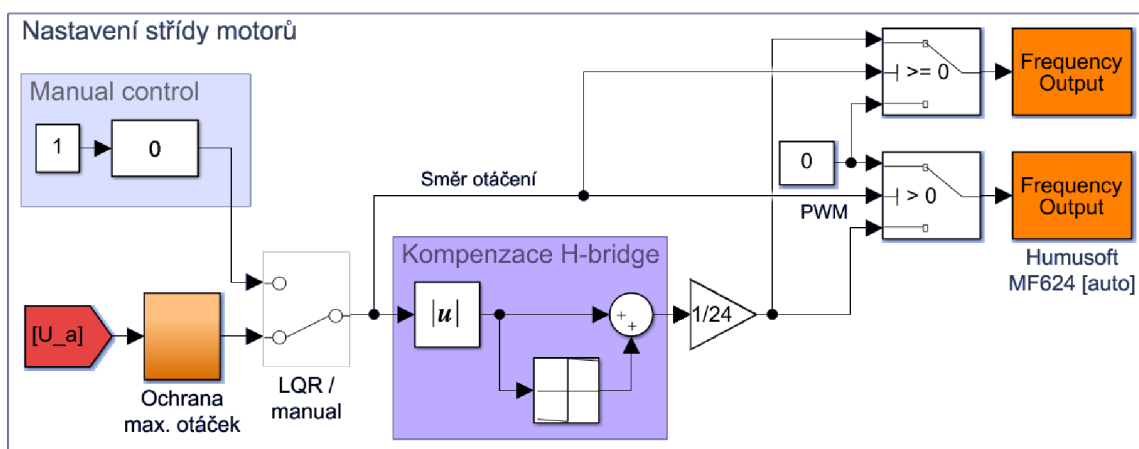 Nastavení střídy motorů
Manual control
1
0
Směr otáčení
0
PWM
>= 0
> 0
Frequency
Output
Frequency
Output
Humusoft
MF624 [auto]
Kompenzace H-bridge
|u|
+
+
1/24
[U_a]
Ochrana
max. otáček
LQR /
manual